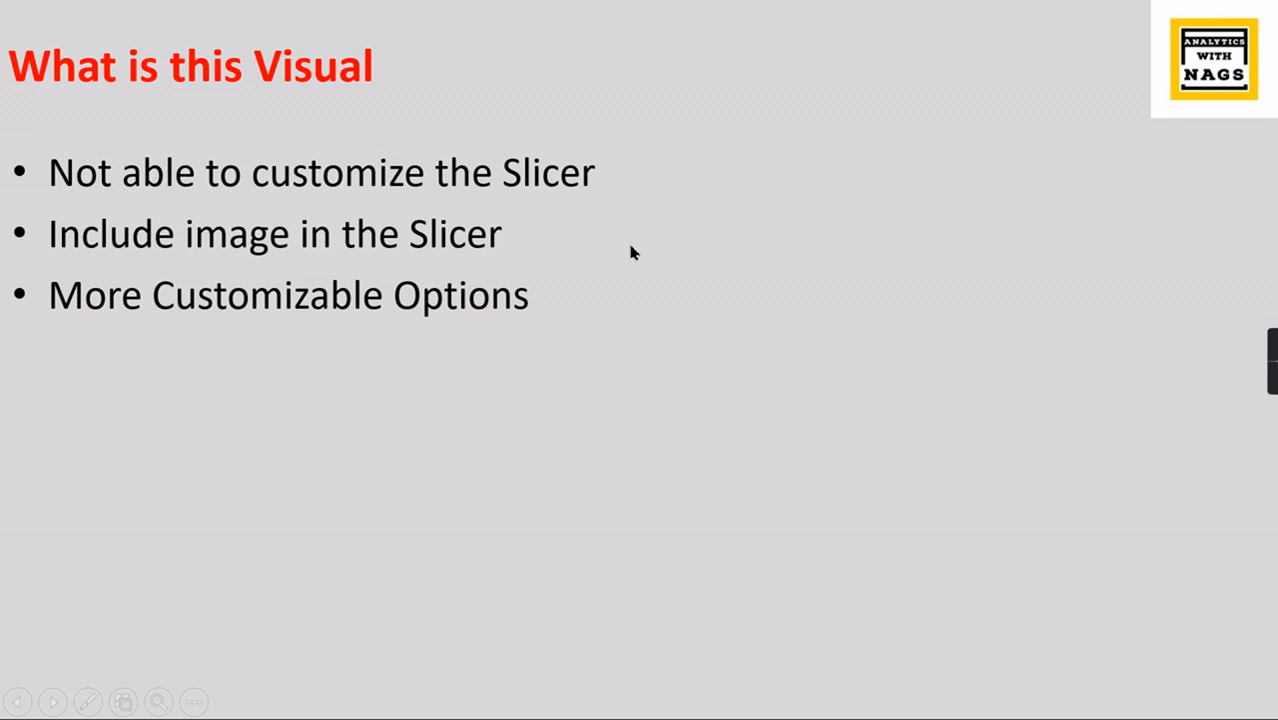 What is this Visual
ANALYTICS
WITH
NAGS
• Not able to customize the Slicer
• Include image in the Slicer
• More Customizable Options